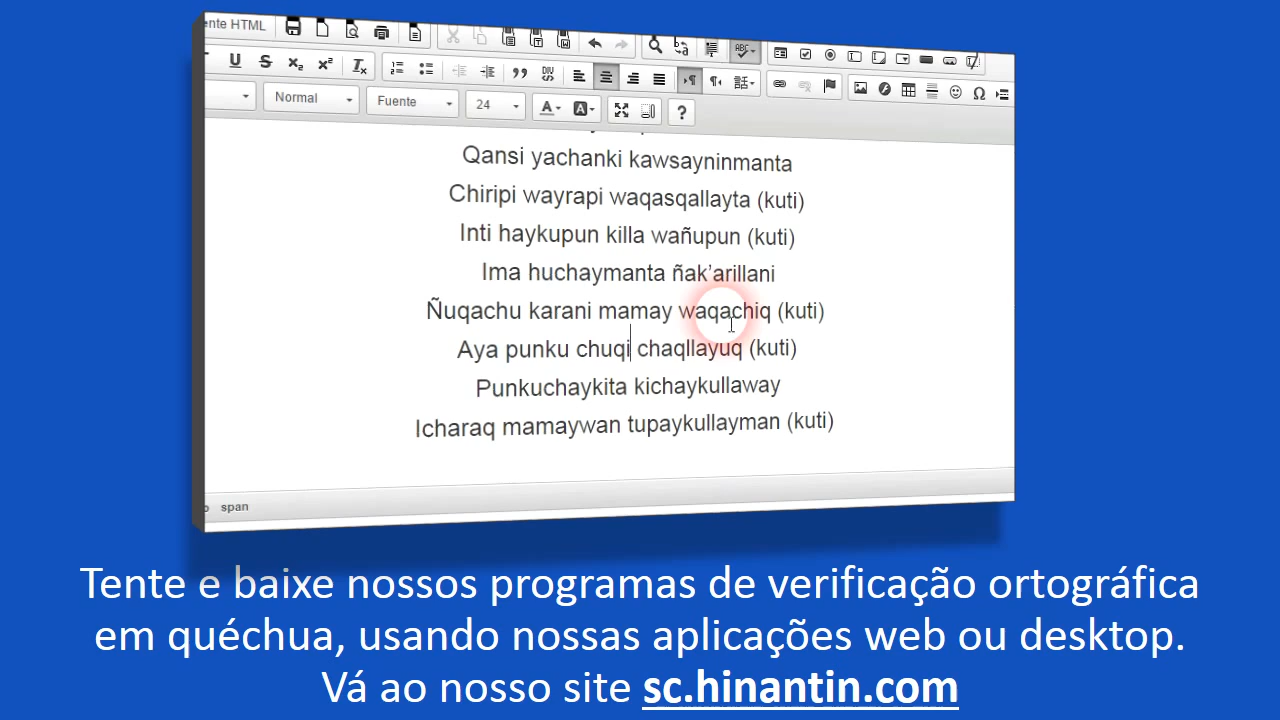 ente HTML
Normal Fuente 24
Qansi yachanki kawsayninmanta
Chiripi wayrapi waqasqallayta (kuti)
Inti haykupun killa wañupun (kuti)
Ima huchaymanta ñak'arillani
Ñuqachu karani mamay waqachiq (kuti)
Aya punku chuqi chaqllayuq (kuti)
Punkuchaykita kichaykullaway
Icharaq mamaywan tupaykullayman (kuti)
span
Tente e baixe nossos programas de verificação ortográfica
em quéchua, usando nossas aplicações web ou desktop.
Vá ao nosso site sc.hinantin.com